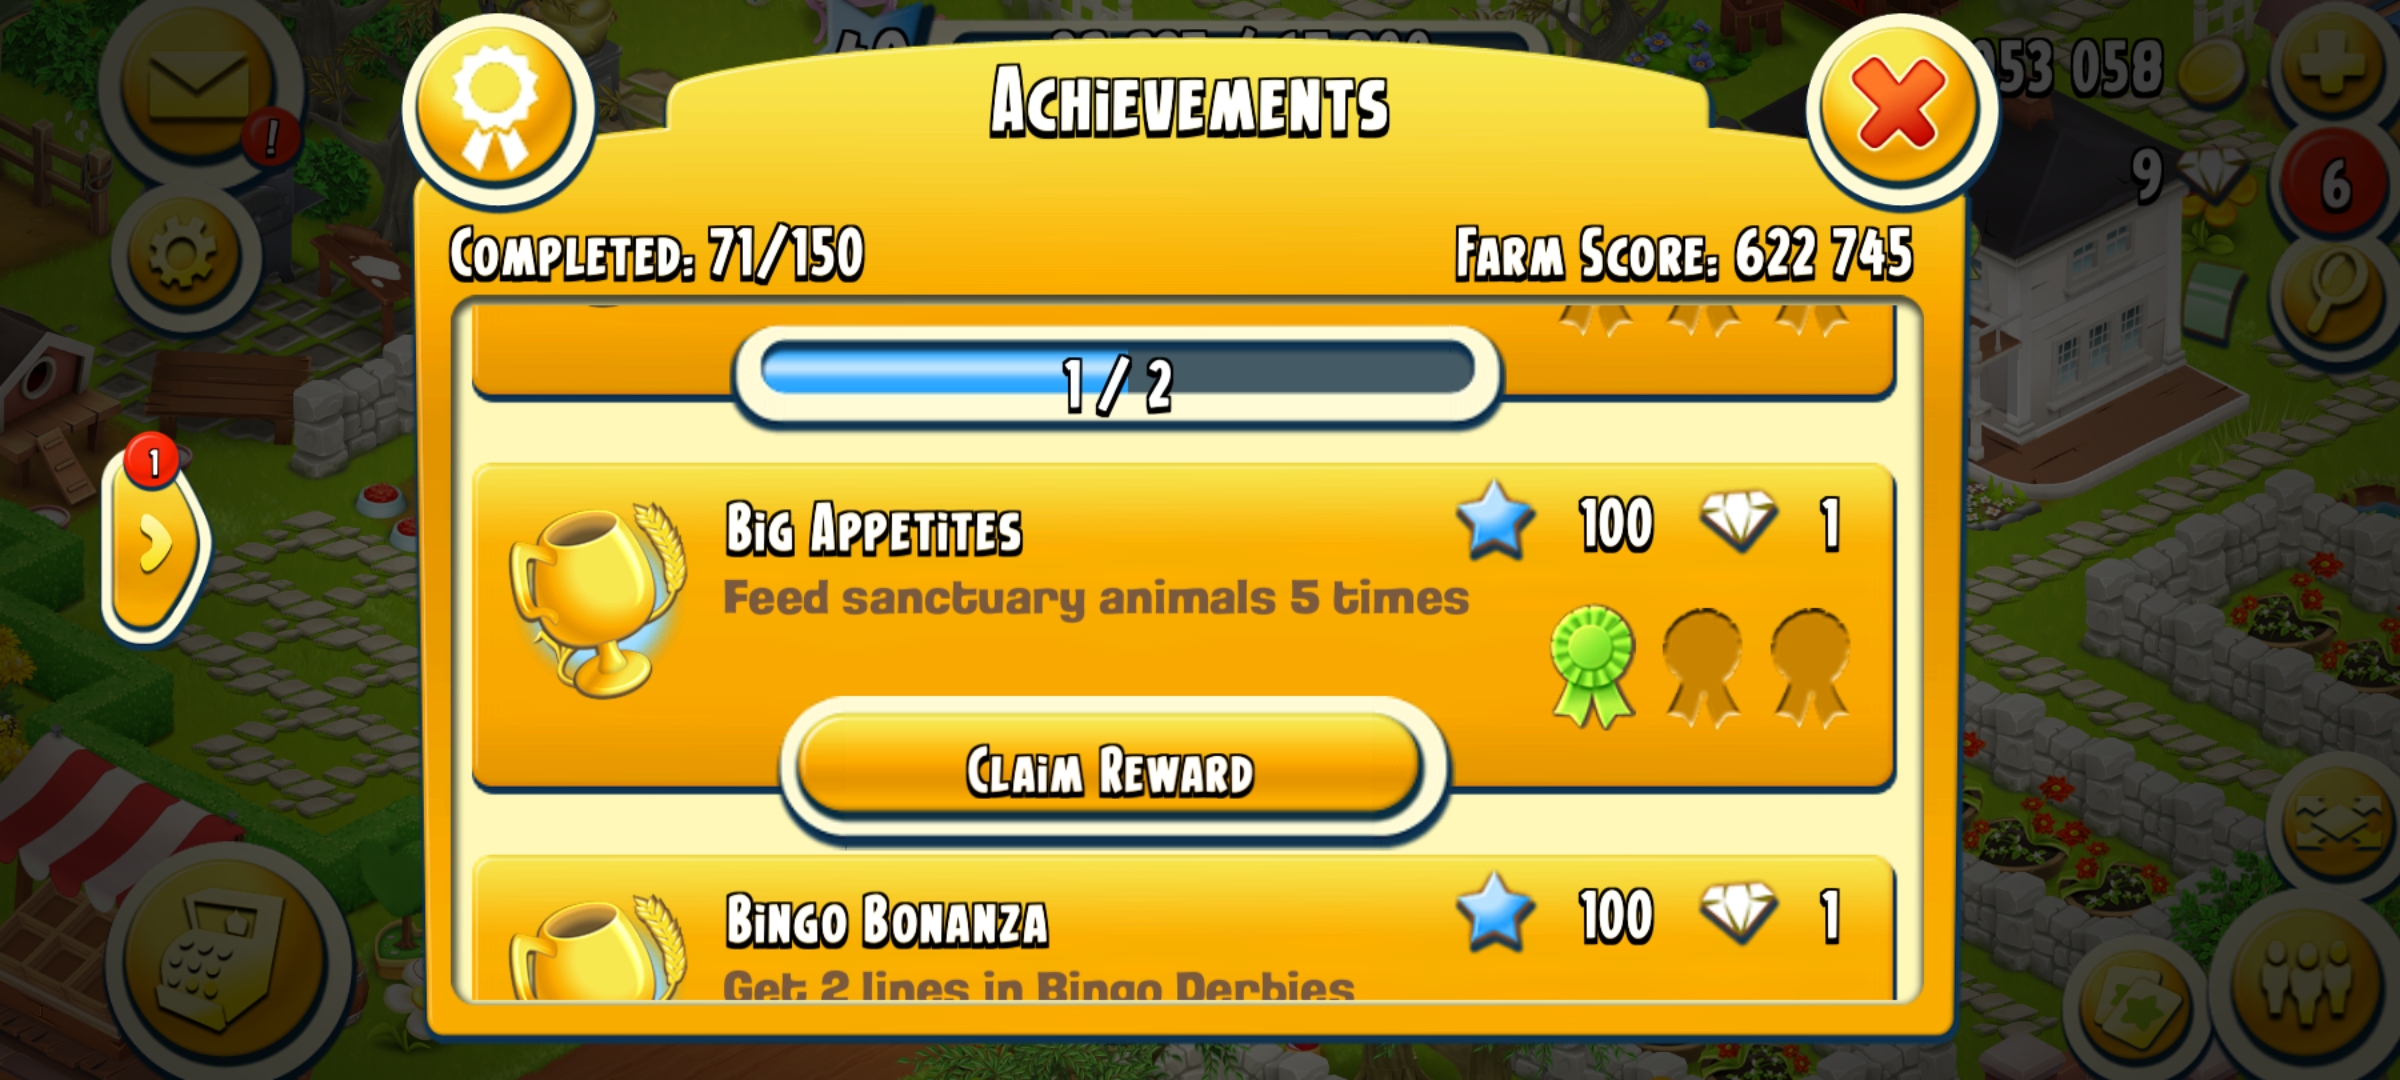 !
ACHiEVEMENTS
053 058
9
6
COMPLETED: 71/150
FARM SCORE: 622 745
1 / 2
1
BiG APPETiTES
100
1
Feed sanctuary animals 5 times
CLAiM REWARD
BiNGO BONANZA
100
1
Get 2 lines in Bingo Derbies